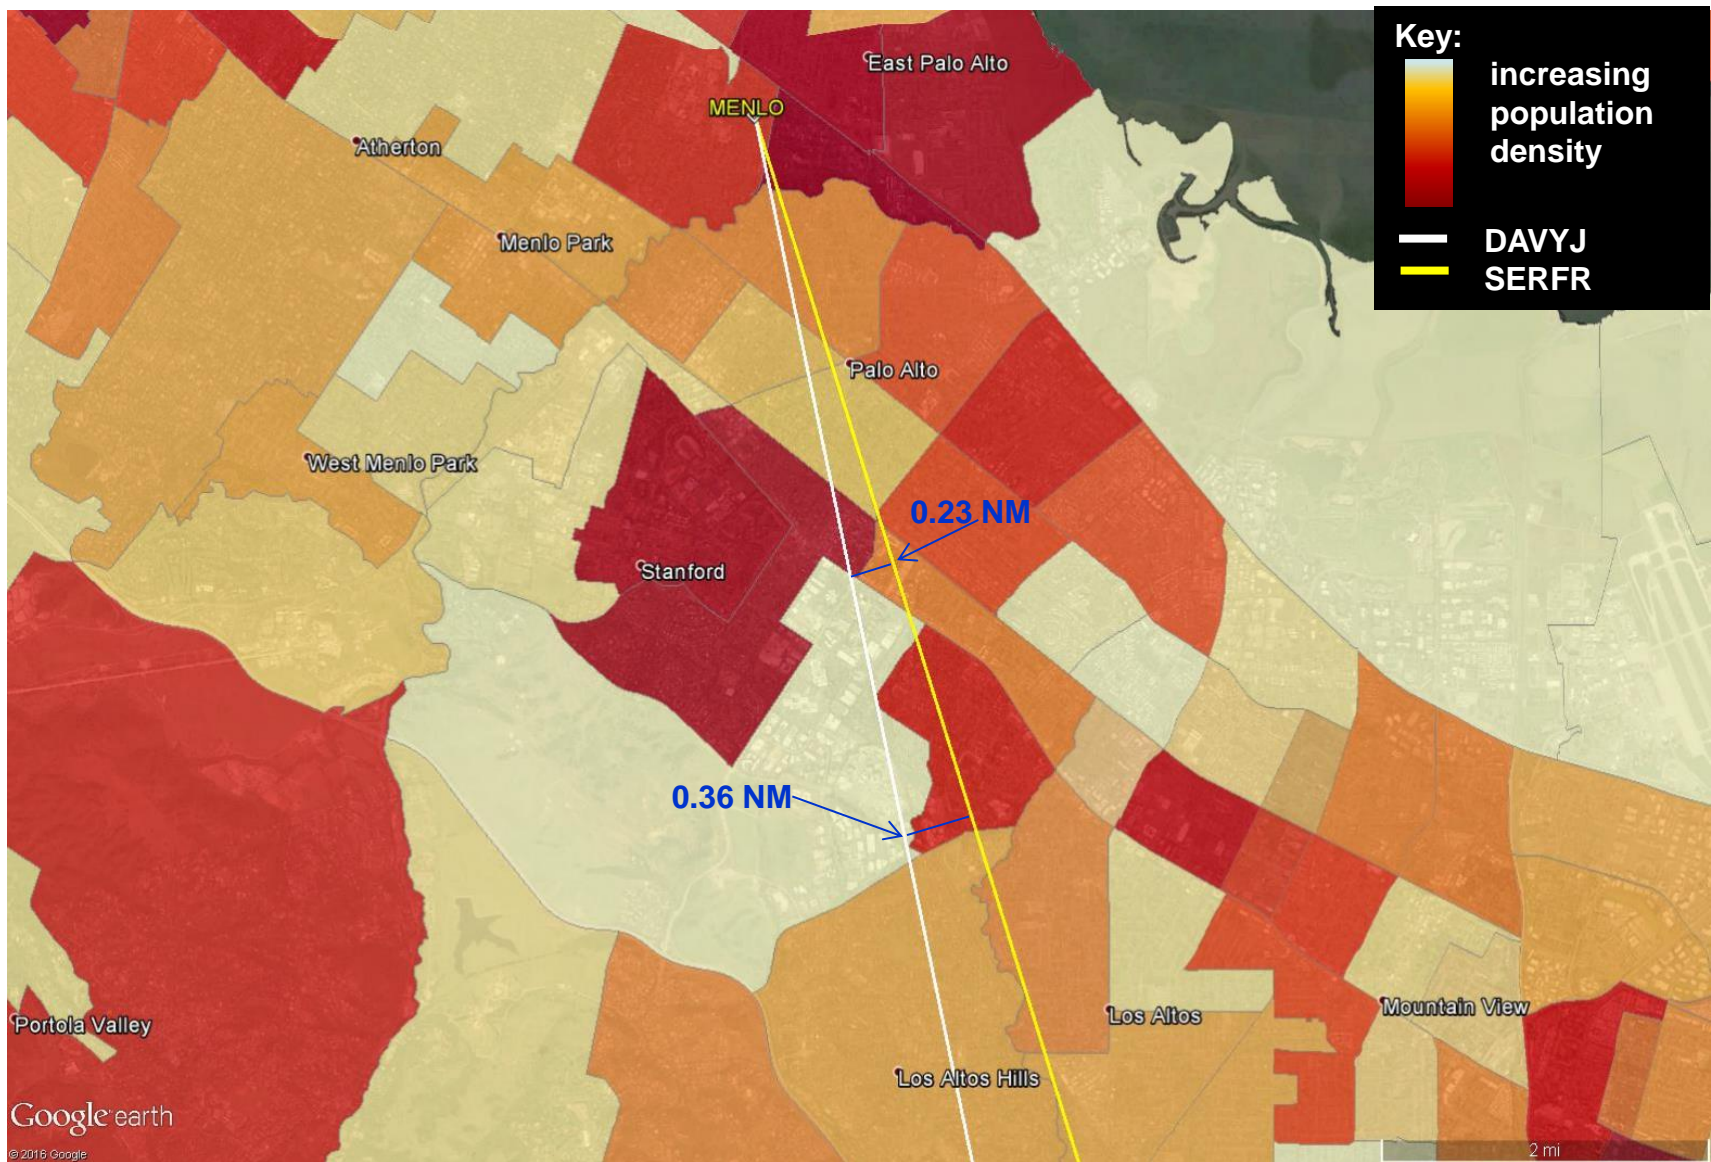 Key:
increasing
population
density
DAVYJ
SERFR
East Palo Alto
MENLO
Atherton
Menlo Park
Palo Alto
West Menlo Park
0.23 NM
Stanford
0.36 NM
Portola Valley
Los Altos
Mountain View
Los Altos Hills
Google earth
© 2016 Google
2 mi